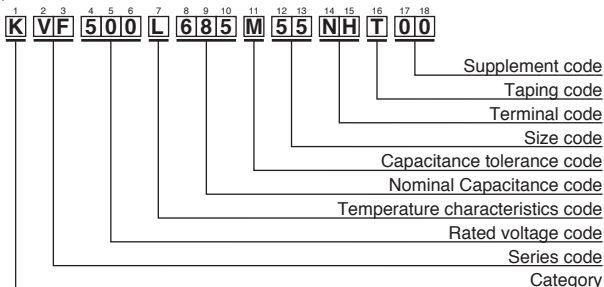 1 2 3 4 5 6 7 8 9 10 11 12 13 14 15 16 17 18
K V F 5 0 0 L 6 8 5 M 5 5 N H T 0 0
Supplement code
Taping code
Terminal code
Size code
Capacitance tolerance code
Nominal Capacitance code
Temperature characteristics code
Rated voltage code
Series code
Category